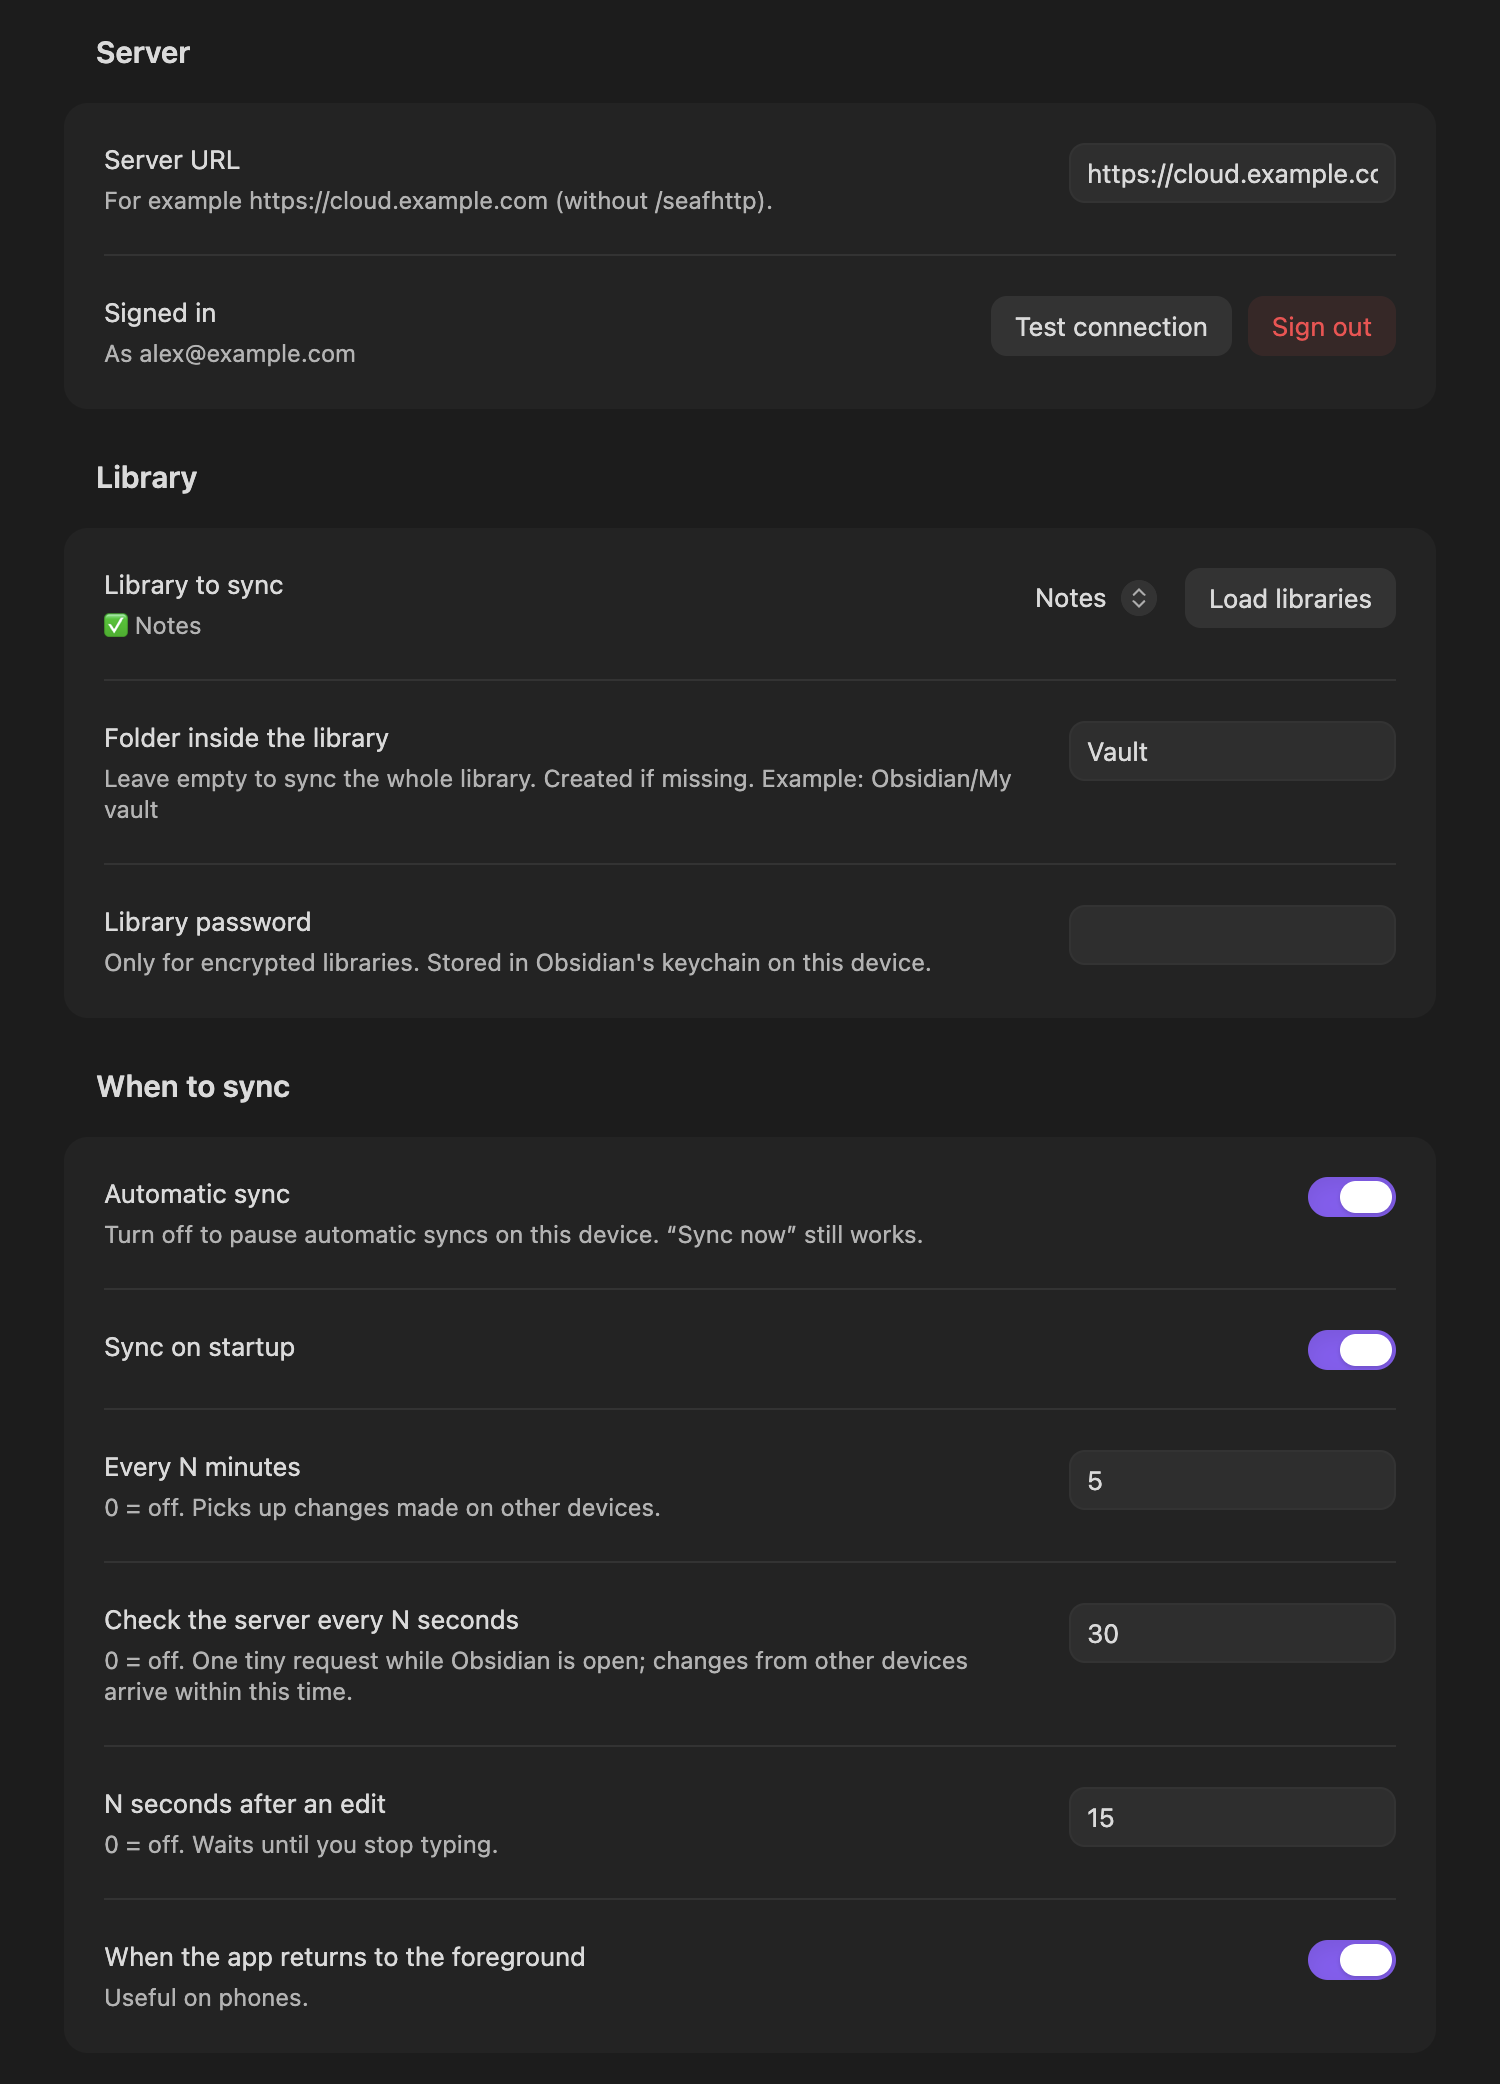 Server
Server URL
https://cloud.example.cc
For example https://cloud.example.com (without /seafhttp).
Signed in
Test connection
Sign out
As alex@example.com
Library
Library to sync
Notes
Load libraries
✅ Notes
Folder inside the library
Vault
Leave empty to sync the whole library. Created if missing. Example: Obsidian/My
vault
Library password
Only for encrypted libraries. Stored in Obsidian's keychain on this device.
When to sync
Automatic sync
Turn off to pause automatic syncs on this device. “Sync now” still works.
Sync on startup
Every N minutes
5
0 = off. Picks up changes made on other devices.
Check the server every N seconds
30
0 = off. One tiny request while Obsidian is open; changes from other devices
arrive within this time.
N seconds after an edit
15
0 = off. Waits until you stop typing.
When the app returns to the foreground
Useful on phones.